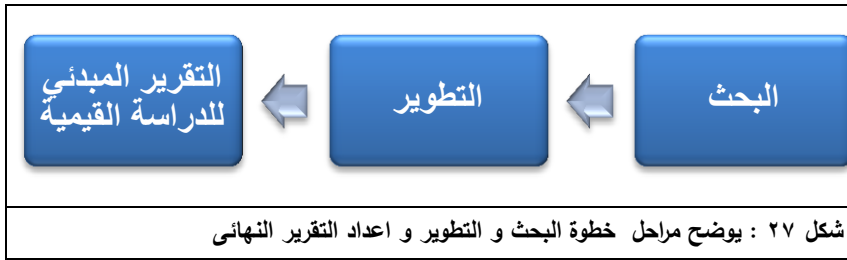 البحث
التطوير
التقرير المبدئي
للدراسة القيمية
شكل ٢٧ : يوضح مراحل خطوة البحث و التطوير و اعداد التقرير النهائى